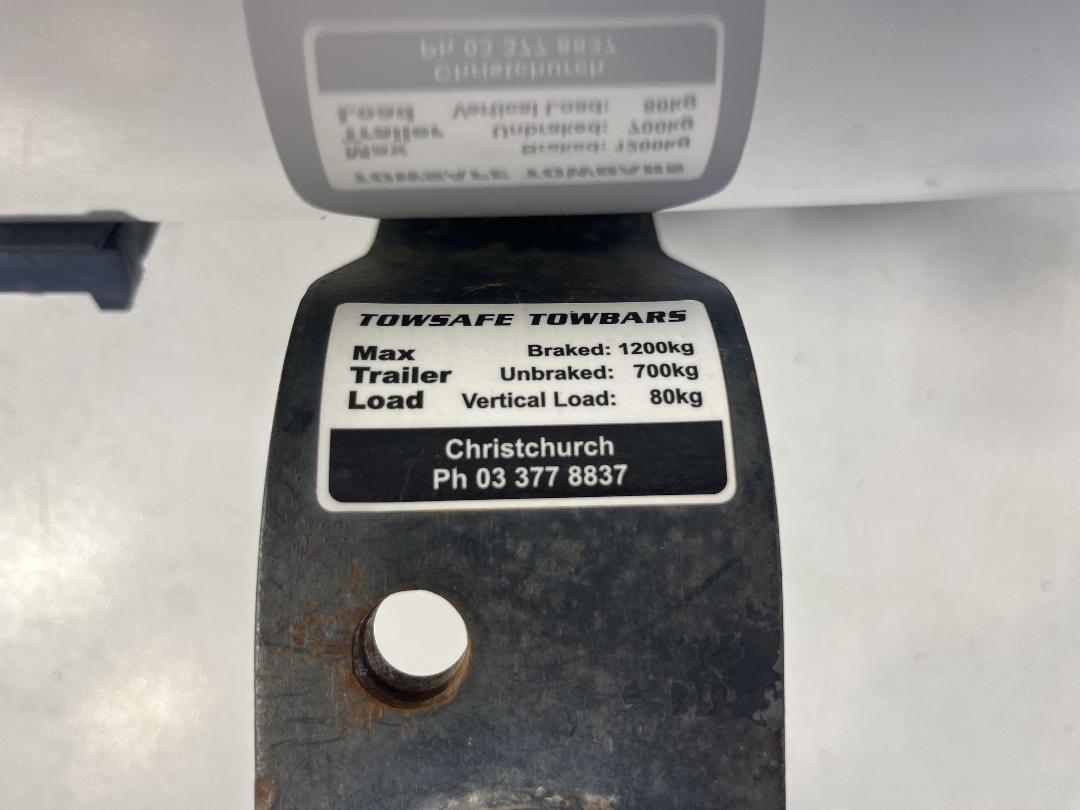 TOWSAFE TOWBARS
Max Braked: 1200kg
Trailer Unbraked: 700kg
Load Vertical Load: 80kg
Christchurch
Ph 03 377 8837